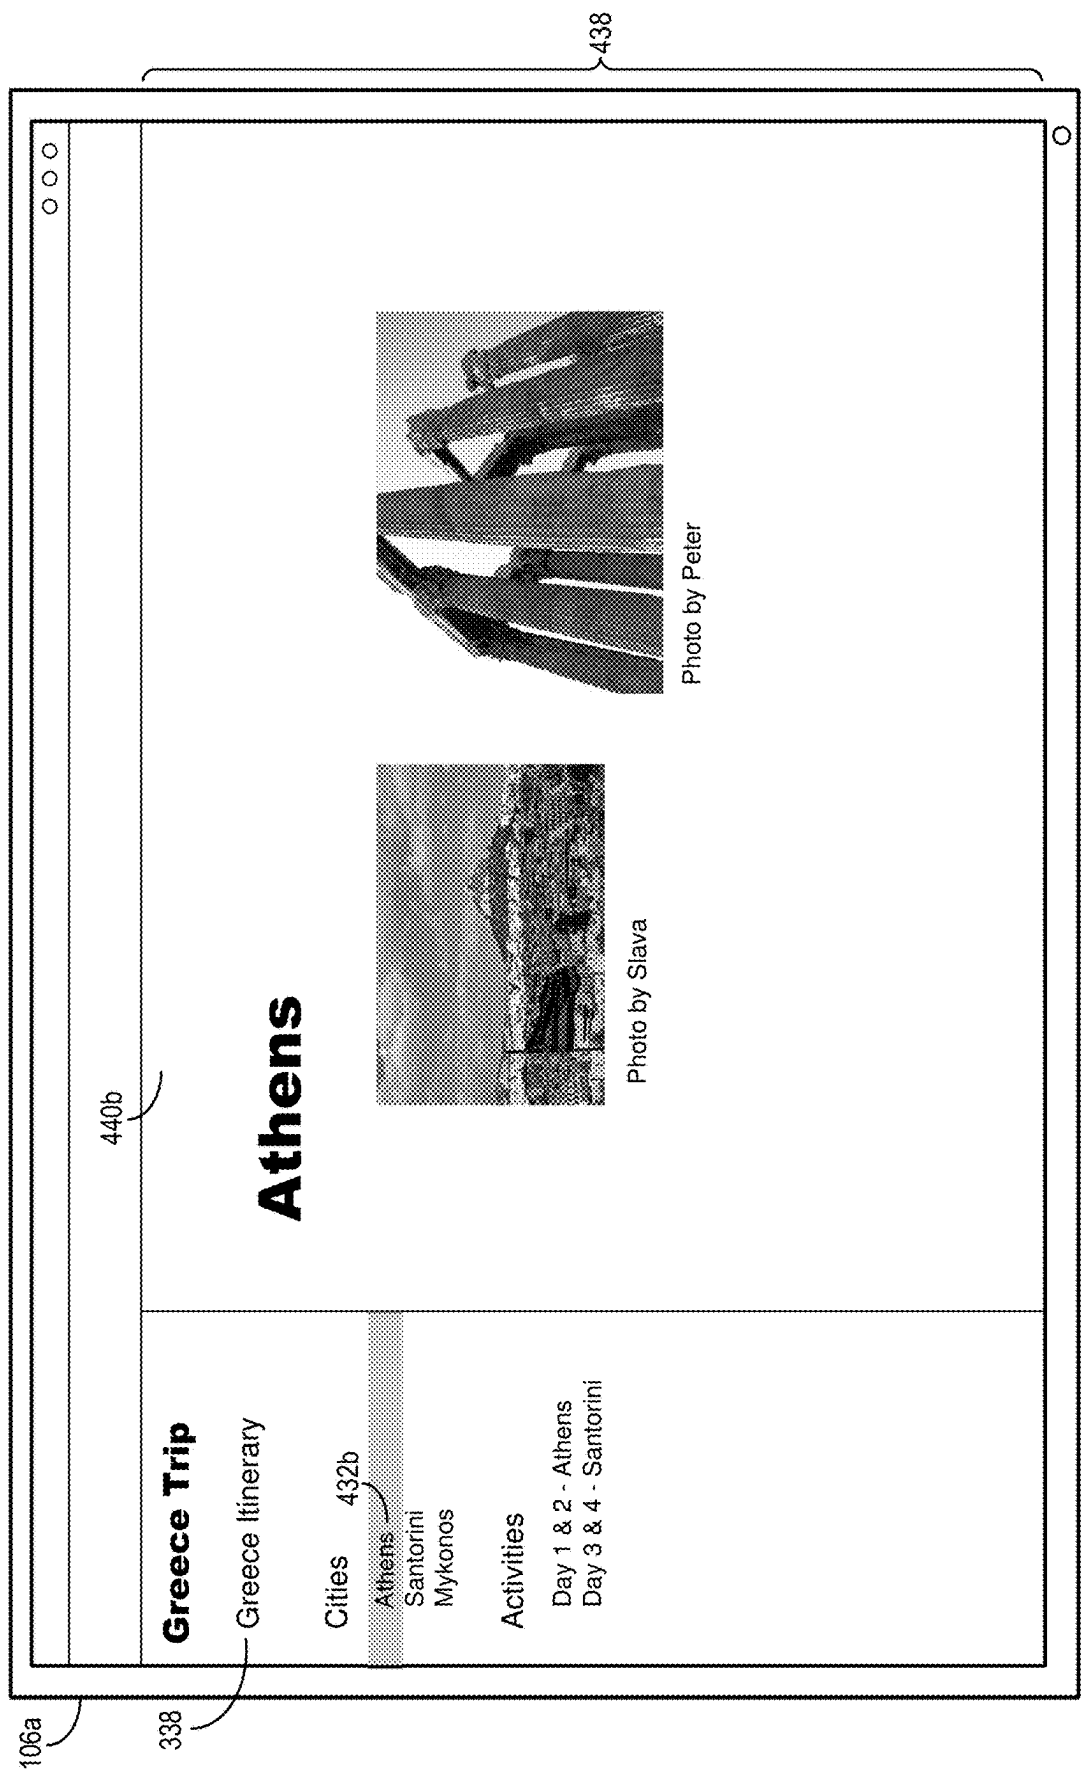 106a
338
Greece Trip
Greece Itinerary
Cities
432b
Athens
Santorini
Mykonos
Activities
Day 1 & 2 - Athens
Day 3 & 4 - Santorini
440b
Athens
Photo by Slava
Photo by Peter
438